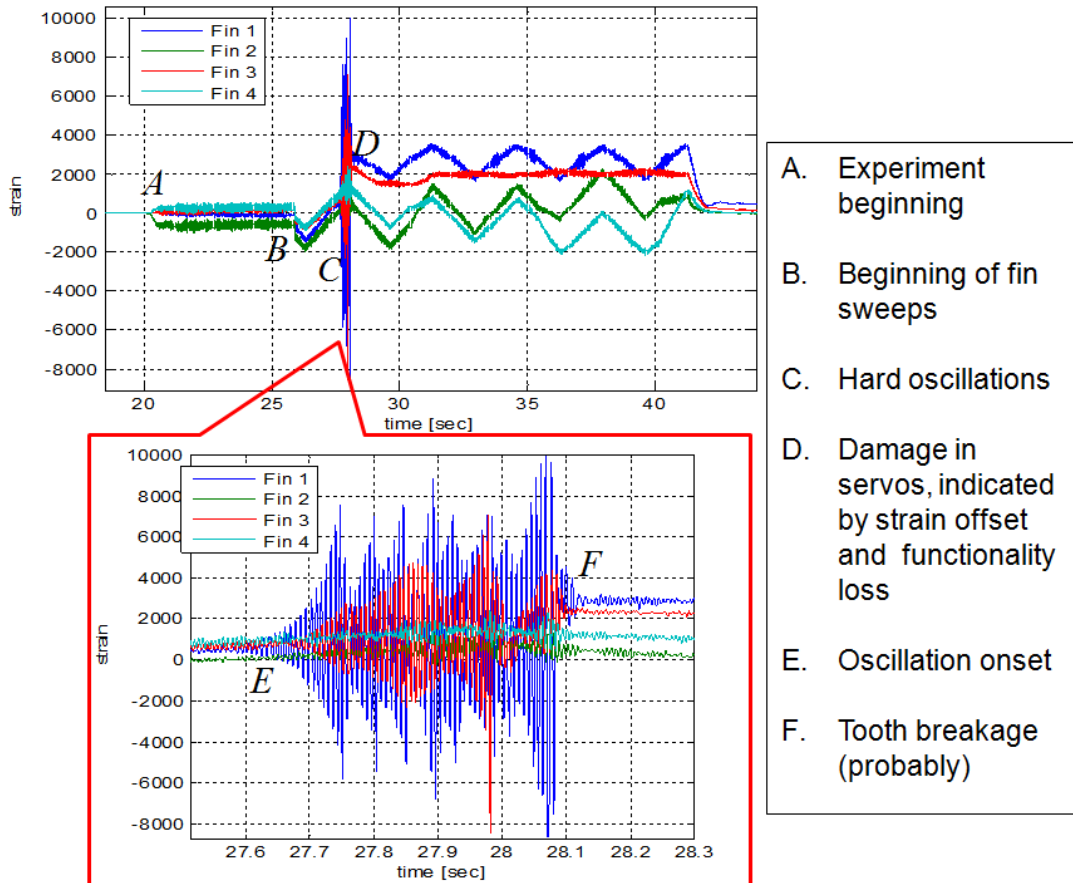 10000
8000
6000
4000
2000
0
-2000
-4000
-6000
-8000
strain
Fin 1
Fin 2
Fin 3
Fin 4
A
B
C
D
20
25
30
35
40
time [sec]
10000
8000
6000
4000
2000
0
-2000
-4000
-6000
-8000
strain
Fin 1
Fin 2
Fin 3
Fin 4
E
F
27.6
27.7
27.8
27.9
28
28.1
28.2
28.3
time [sec]
A. Experiment
beginning
B. Beginning of fin
sweeps
C. Hard oscillations
D. Damage in
servos, indicated
by strain offset
and functionality
loss
E. Oscillation onset
F. Tooth breakage
(probably)